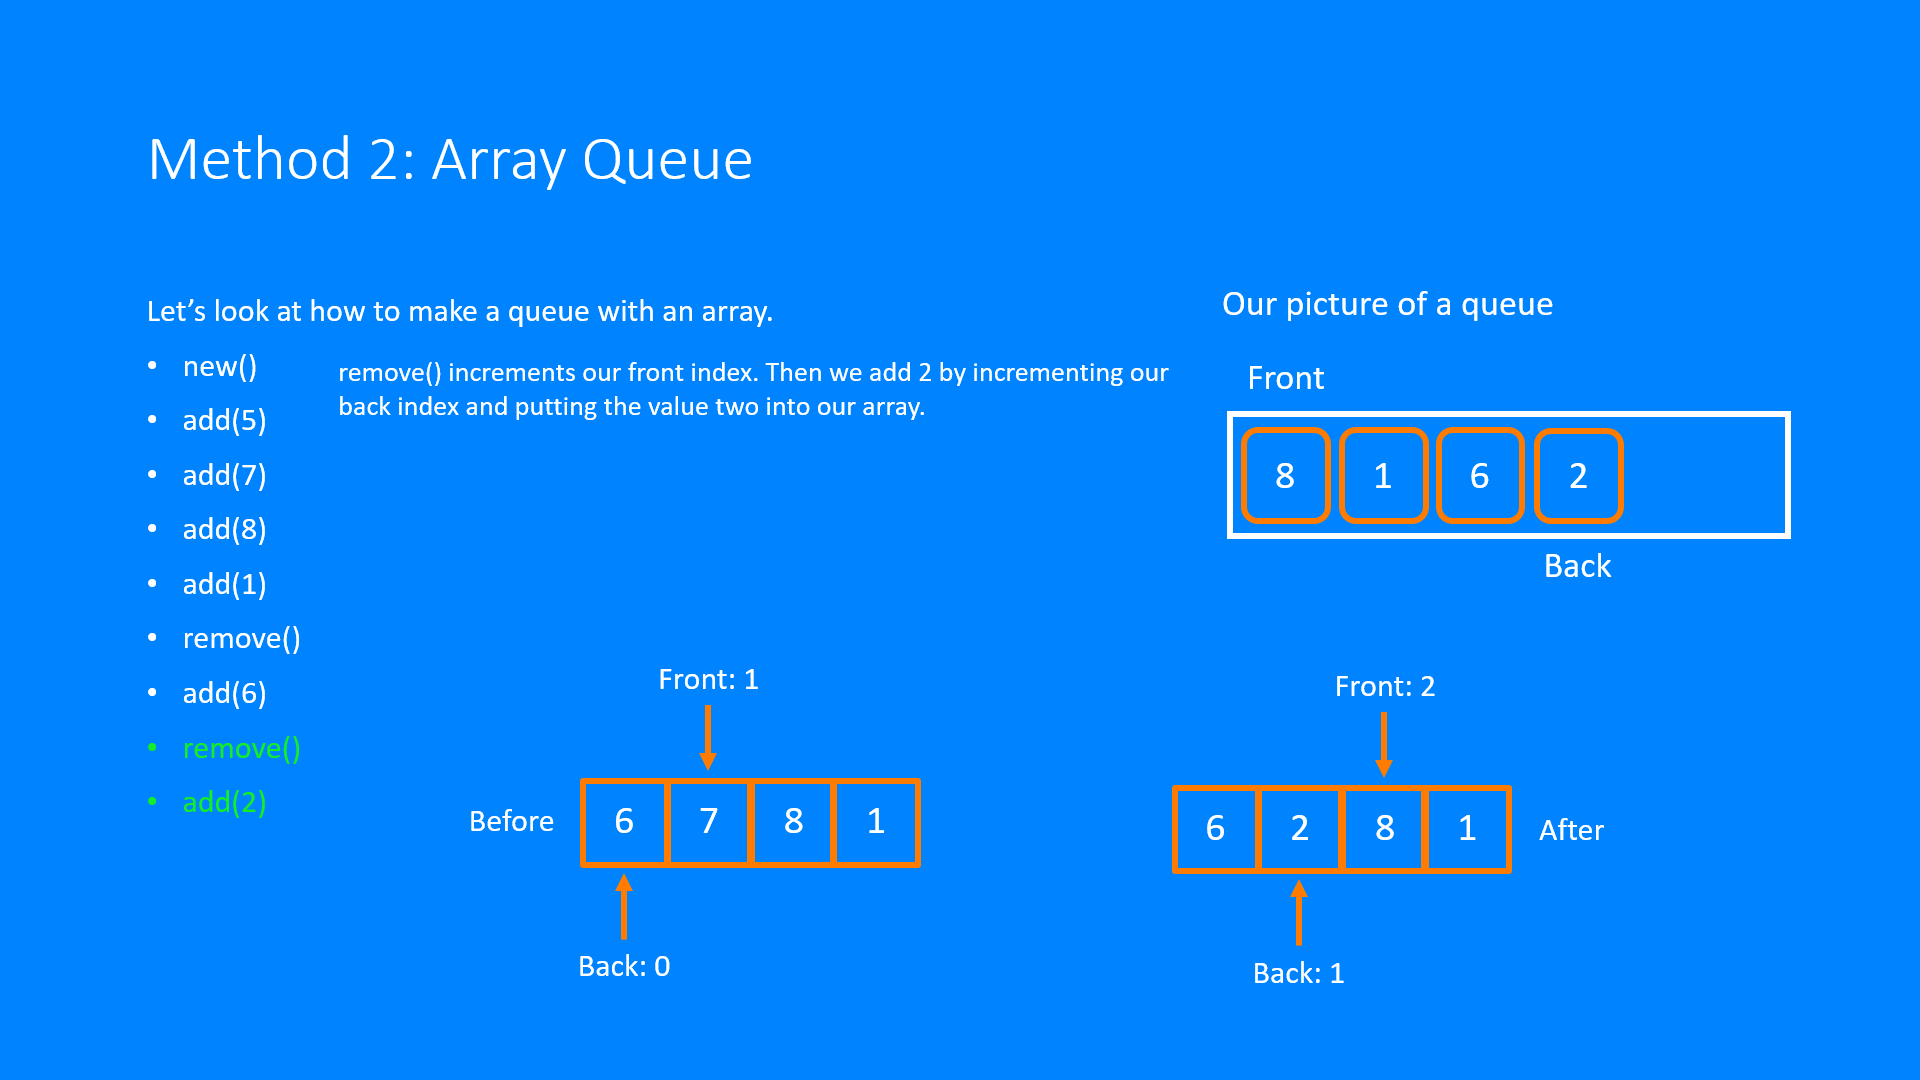 Method 2: Array Queue
Let’s look at how to make a queue with an array.
• new()
• add(5)
• add(7)
• add(8)
• add(1)
• remove()
• add(6)
• remove()
• add(2)
remove() increments our front index. Then we add 2 by incrementing our
back index and putting the value two into our array.
Our picture of a queue
Front
8 1 6 2
Back
Front: 1
Before 6 7 8 1
Back: 0
Front: 2
6 2 8 1 After
Back: 1